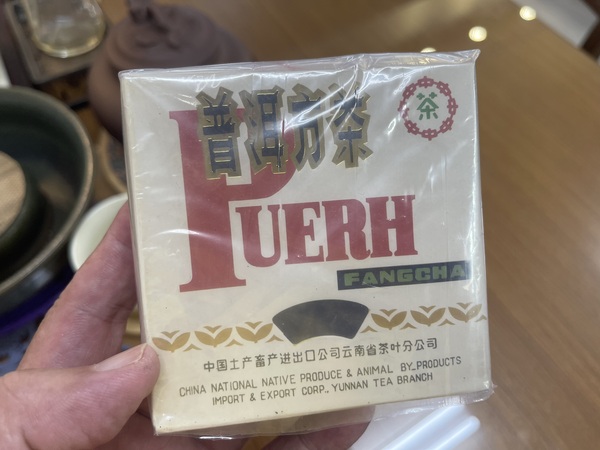 普洱方茶
茶
PUERH
FANGCHA
中国土产畜产进出口公司云南省茶叶分公司
CHINA NATIONAL NATIVE PRODUCE & ANIMAL BY_PRODUCTS
IMPORT & EXPORT CORP., YUNNAN TEA BRANCH